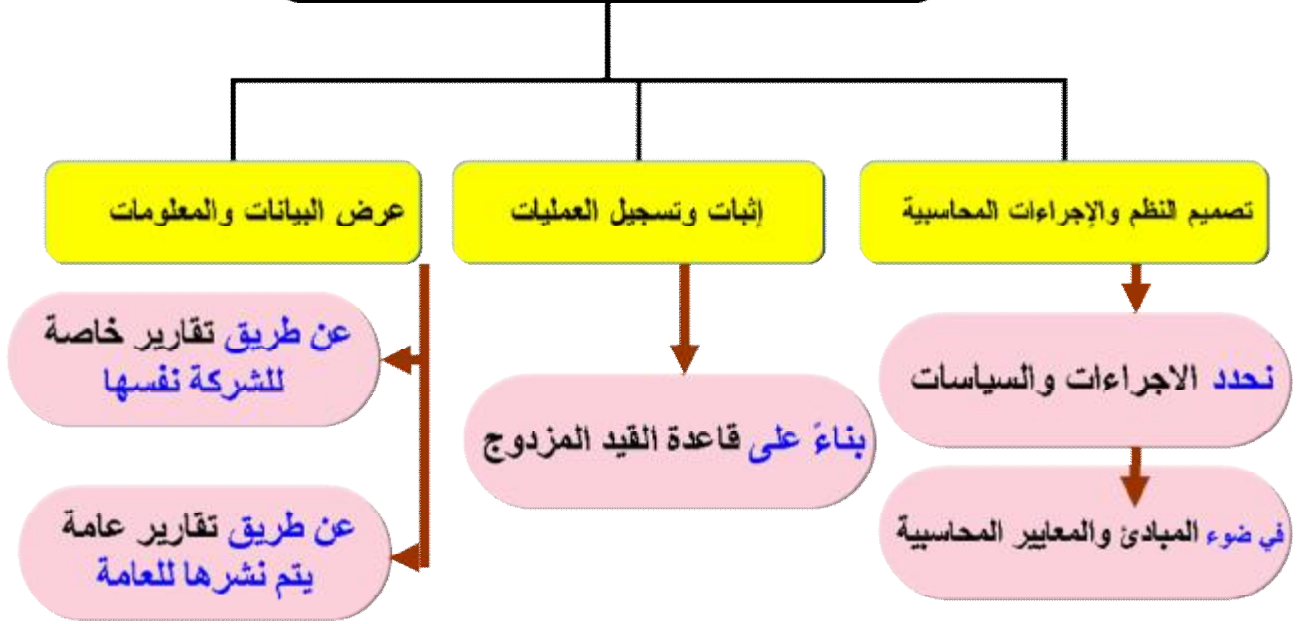 تصميم النظم والإجراءات المحاسبية
إثبات وتسجيل العمليات
عرض البيانات والمعلومات
نحدد الاجراءات والسياسات
في ضوء المبادئ والمعايير المحاسبية
بناءً على قاعدة القيد المزدوج
عن طريق تقارير خاصة
للشركة نفسها
عن طريق تقارير عامة
يتم نشرها للعامة